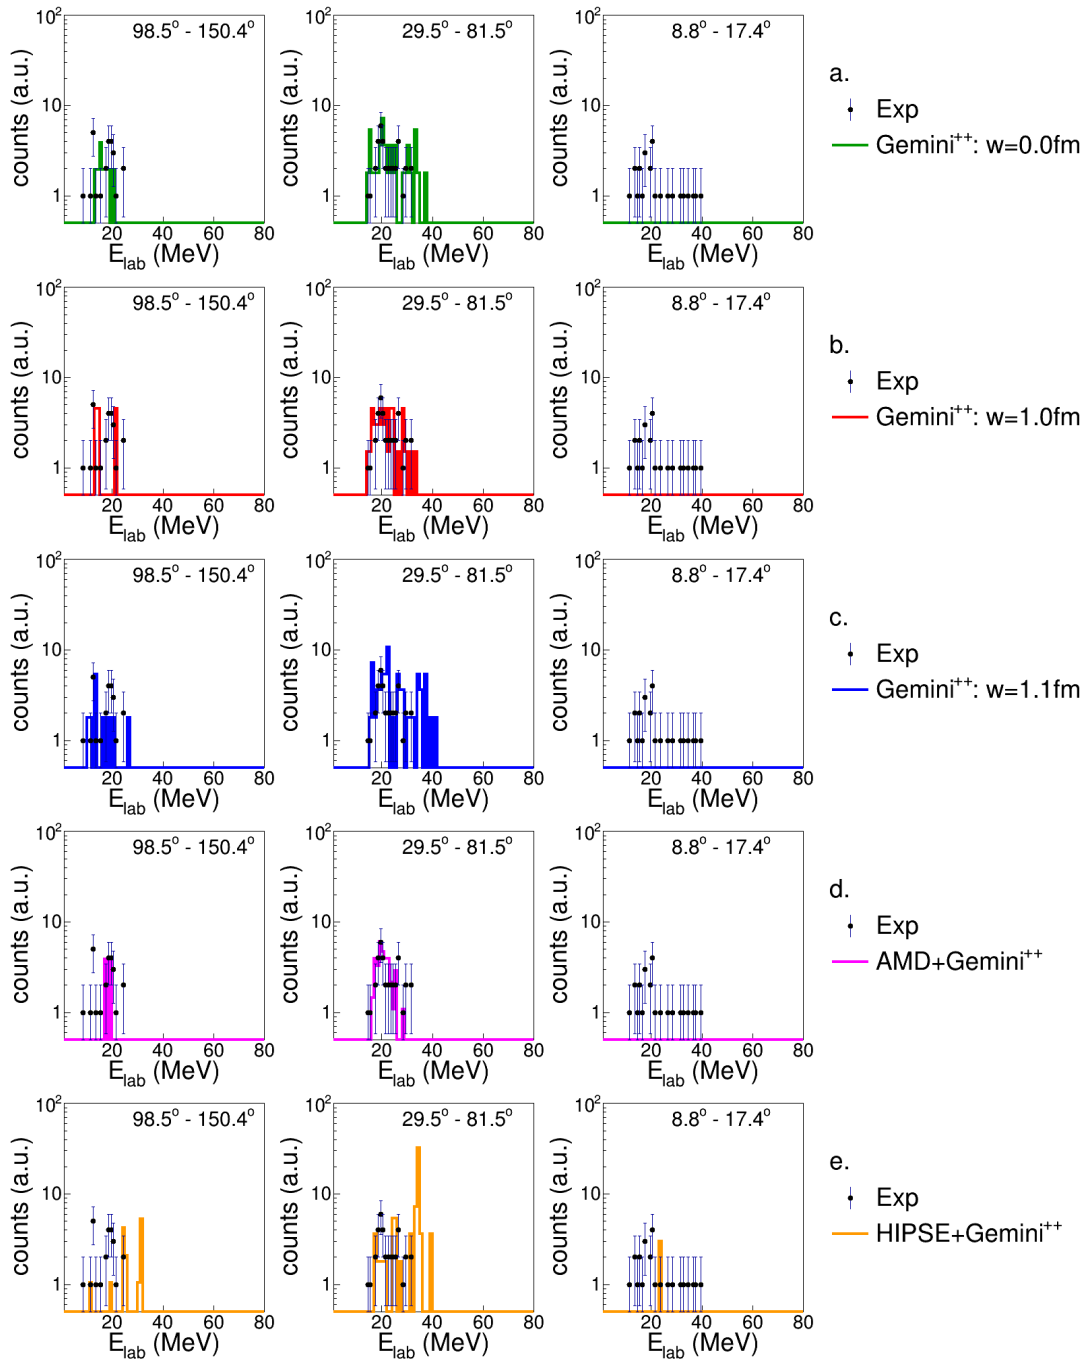 10²
98.5° - 150.4°
counts (a.u.)
10
1
20 40 60 80
E_lab (MeV)
10²
29.5° - 81.5°
counts (a.u.)
10
1
20 40 60 80
E_lab (MeV)
10²
8.8° - 17.4°
counts (a.u.)
10
1
20 40 60 80
E_lab (MeV)
a.
Exp
Gemini⁺⁺: w=0.0fm
10²
98.5° - 150.4°
counts (a.u.)
10
1
20 40 60 80
E_lab (MeV)
10²
29.5° - 81.5°
counts (a.u.)
10
1
20 40 60 80
E_lab (MeV)
10²
8.8° - 17.4°
counts (a.u.)
10
1
20 40 60 80
E_lab (MeV)
b.
Exp
Gemini⁺⁺: w=1.0fm
10²
98.5° - 150.4°
counts (a.u.)
10
1
20 40 60 80
E_lab (MeV)
10²
29.5° - 81.5°
counts (a.u.)
10
1
20 40 60 80
E_lab (MeV)
10²
8.8° - 17.4°
counts (a.u.)
10
1
20 40 60 80
E_lab (MeV)
c.
Exp
Gemini⁺⁺: w=1.1fm
10²
98.5° - 150.4°
counts (a.u.)
10
1
20 40 60 80
E_lab (MeV)
10²
29.5° - 81.5°
counts (a.u.)
10
1
20 40 60 80
E_lab (MeV)
10²
8.8° - 17.4°
counts (a.u.)
10
1
20 40 60 80
E_lab (MeV)
d.
Exp
AMD+Gemini⁺⁺
10²
98.5° - 150.4°
counts (a.u.)
10
1
20 40 60 80
E_lab (MeV)
10²
29.5° - 81.5°
counts (a.u.)
10
1
20 40 60 80
E_lab (MeV)
10²
8.8° - 17.4°
counts (a.u.)
10
1
20 40 60 80
E_lab (MeV)
e.
Exp
HIPSE+Gemini⁺⁺